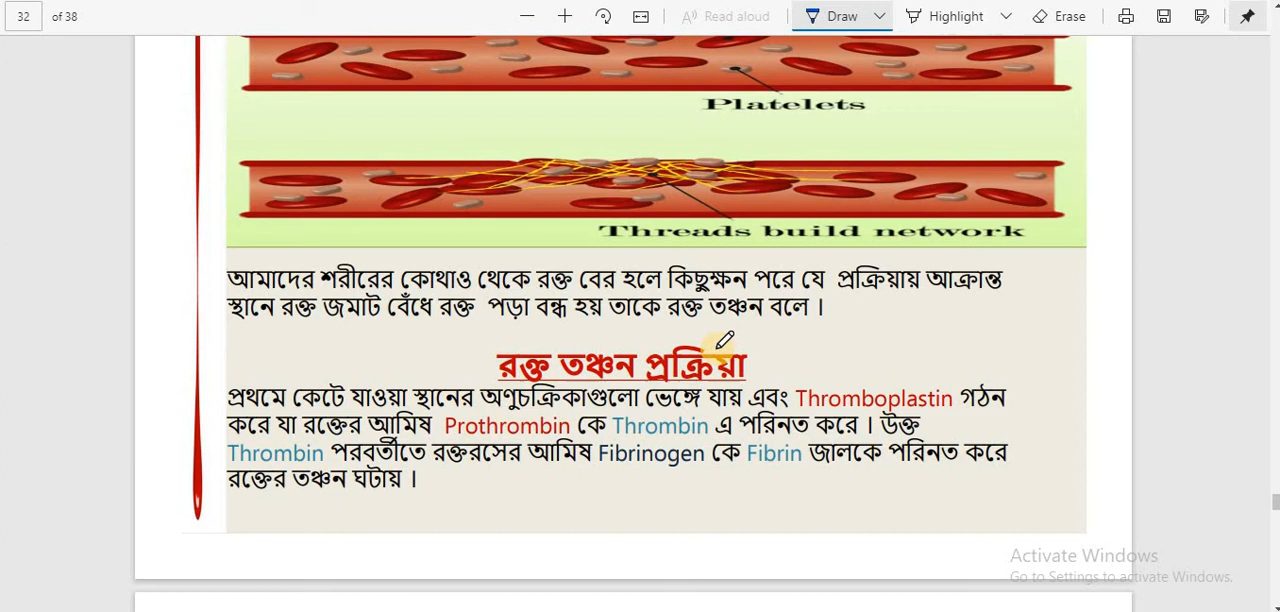 32 of 38 Read aloud Draw Highlight Erase
Platelets
Threads build network
আমাদের শরীরের কোথাও থেকে রক্ত বের হলে কিছুক্ষন পরে যে প্রক্রিয়ায় আক্রান্ত
স্থানে রক্ত জমাট বেঁধে রক্ত পড়া বন্ধ হয় তাকে রক্ত তঞ্চন বলে ।
রক্ত তঞ্চন প্রক্রিয়া
প্রথমে কেটে যাওয়া স্থানের অণুচক্রিকাগুলো ভেঙ্গে যায় এবং Thromboplastin গঠন
করে যা রক্তের আমিষ Prothrombin কে Thrombin এ পরিনত করে । উক্ত
Thrombin পরবর্তীতে রক্তরসের আমিষ Fibrinogen কে Fibrin জালকে পরিনত করে
রক্তের তঞ্চন ঘটায় ।
Activate Windows
Go to Settings to activate Windows.